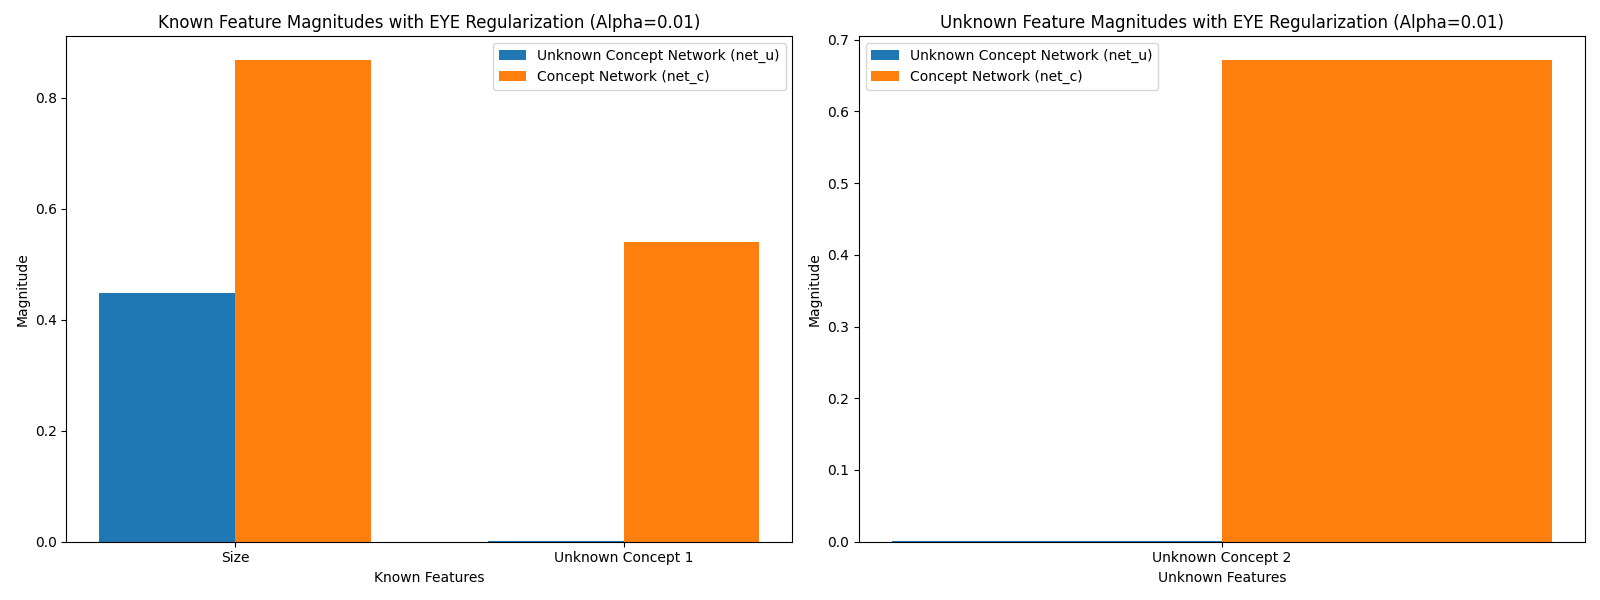 Known Feature Magnitudes with EYE Regularization (Alpha=0.01)
Unknown Concept Network (net_u)
Concept Network (net_c)
Magnitude
0.8
0.6
0.4
0.2
0.0
Size
Unknown Concept 1
Known Features
Unknown Feature Magnitudes with EYE Regularization (Alpha=0.01)
Unknown Concept Network (net_u)
Concept Network (net_c)
Magnitude
0.7
0.6
0.5
0.4
0.3
0.2
0.1
0.0
Unknown Concept 2
Unknown Features